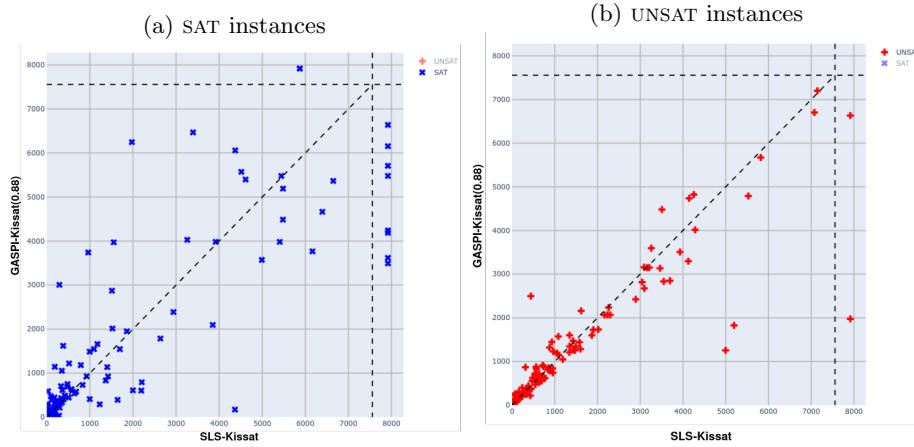 (a) SAT instances
8000
7000
6000
5000
4000
3000
2000
1000
0
0 1000 2000 3000 4000 5000 6000 7000 8000
GASPI-Kissat(0.88)
SLS-Kissat
UNSAT
SAT
(b) UNSAT instances
8000
7000
6000
5000
4000
3000
2000
1000
0
0 1000 2000 3000 4000 5000 6000 7000 8000
GASPI-Kissat(0.88)
SLS-Kissat
UNSAT
SAT